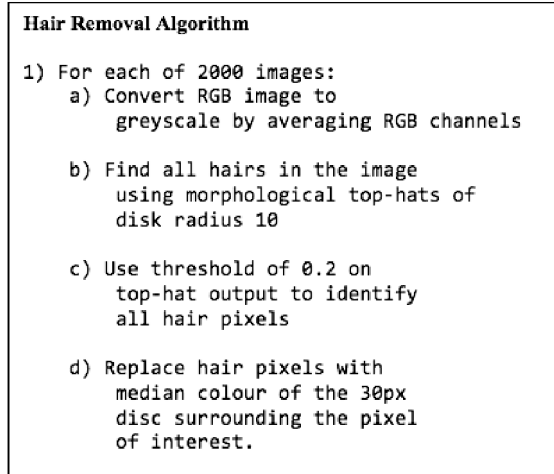 Hair Removal Algorithm
1) For each of 2000 images:
a) Convert RGB image to
greyscale by averaging RGB channels
b) Find all hairs in the image
using morphological top-hats of
disk radius 10
c) Use threshold of 0.2 on
top-hat output to identify
all hair pixels
d) Replace hair pixels with
median colour of the 30px
disc surrounding the pixel
of interest.